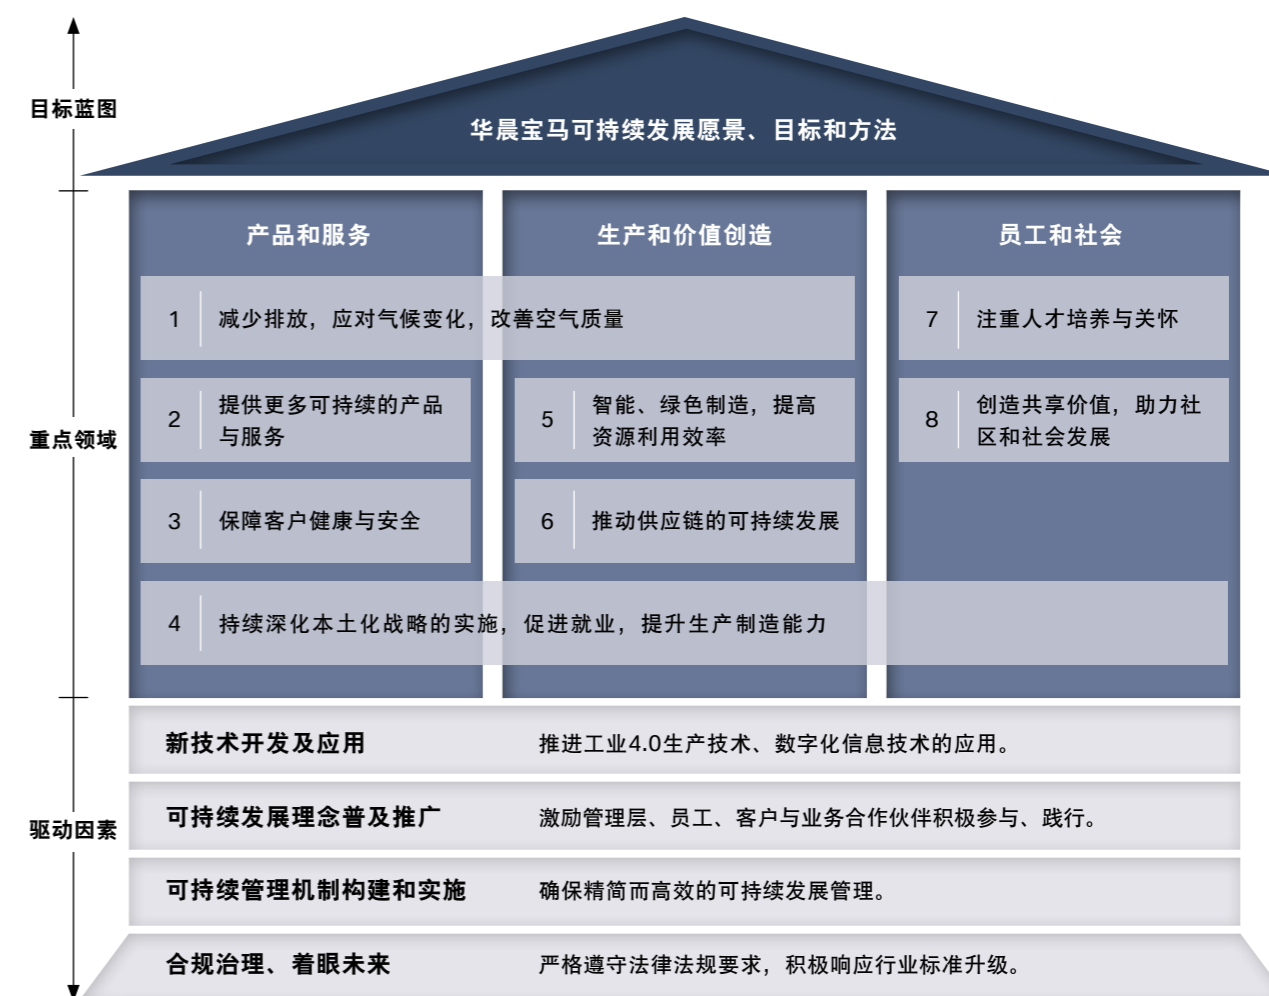 目标蓝图
华晨宝马可持续发展愿景、目标和方法
重点领域
产品和服务
生产和价值创造
员工和社会
1 减少排放，应对气候变化，改善空气质量
7 注重人才培养与关怀
2 提供更多可持续的产品
与服务
5 智能、绿色制造，提高
资源利用效率
8 创造共享价值，助力社
区和社会发展
3 保障客户健康与安全
6 推动供应链的可持续发展
4 持续深化本土化战略的实施，促进就业，提升生产制造能力
驱动因素
新技术开发及应用 推进工业4.0生产技术、数字化信息技术的应用。
可持续发展理念普及推广 激励管理层、员工、客户与业务合作伙伴积极参与、践行。
可持续管理机制构建和实施 确保精简而高效的可持续发展管理。
合规治理、着眼未来 严格遵守法律法规要求，积极响应行业标准升级。